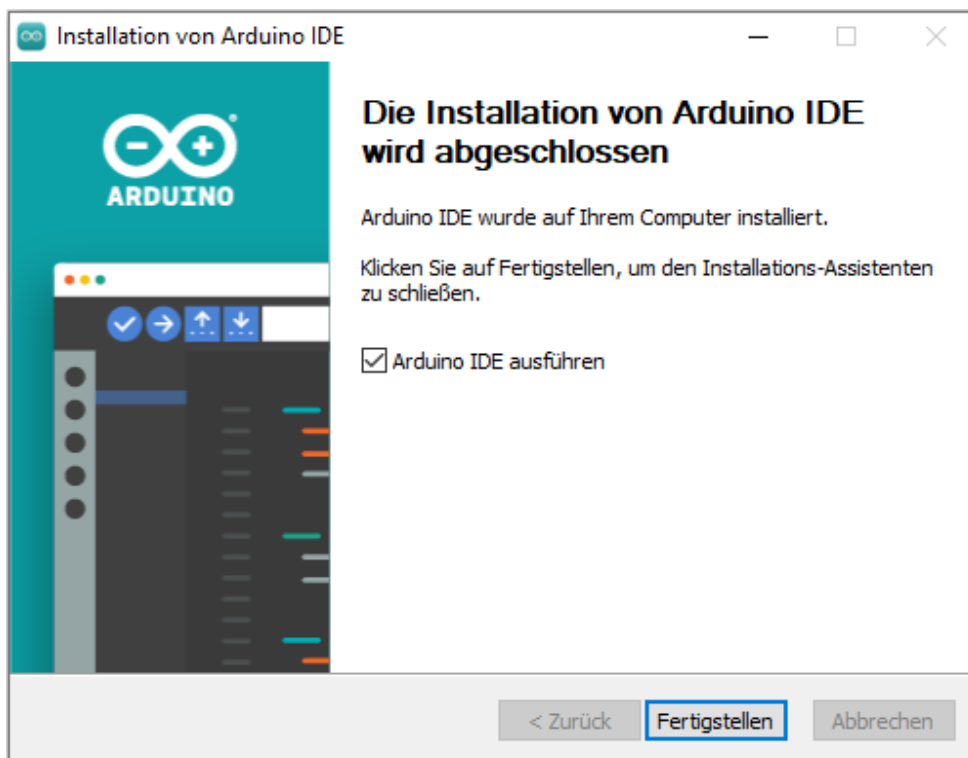 Installation von Arduino IDE
ARDUINO
Die Installation von Arduino IDE
wird abgeschlossen
Arduino IDE wurde auf Ihrem Computer installiert.
Klicken Sie auf Fertigstellen, um den Installations-Assistenten
zu schließen.
Arduino IDE ausführen
< Zurück
Fertigstellen
Abbrechen